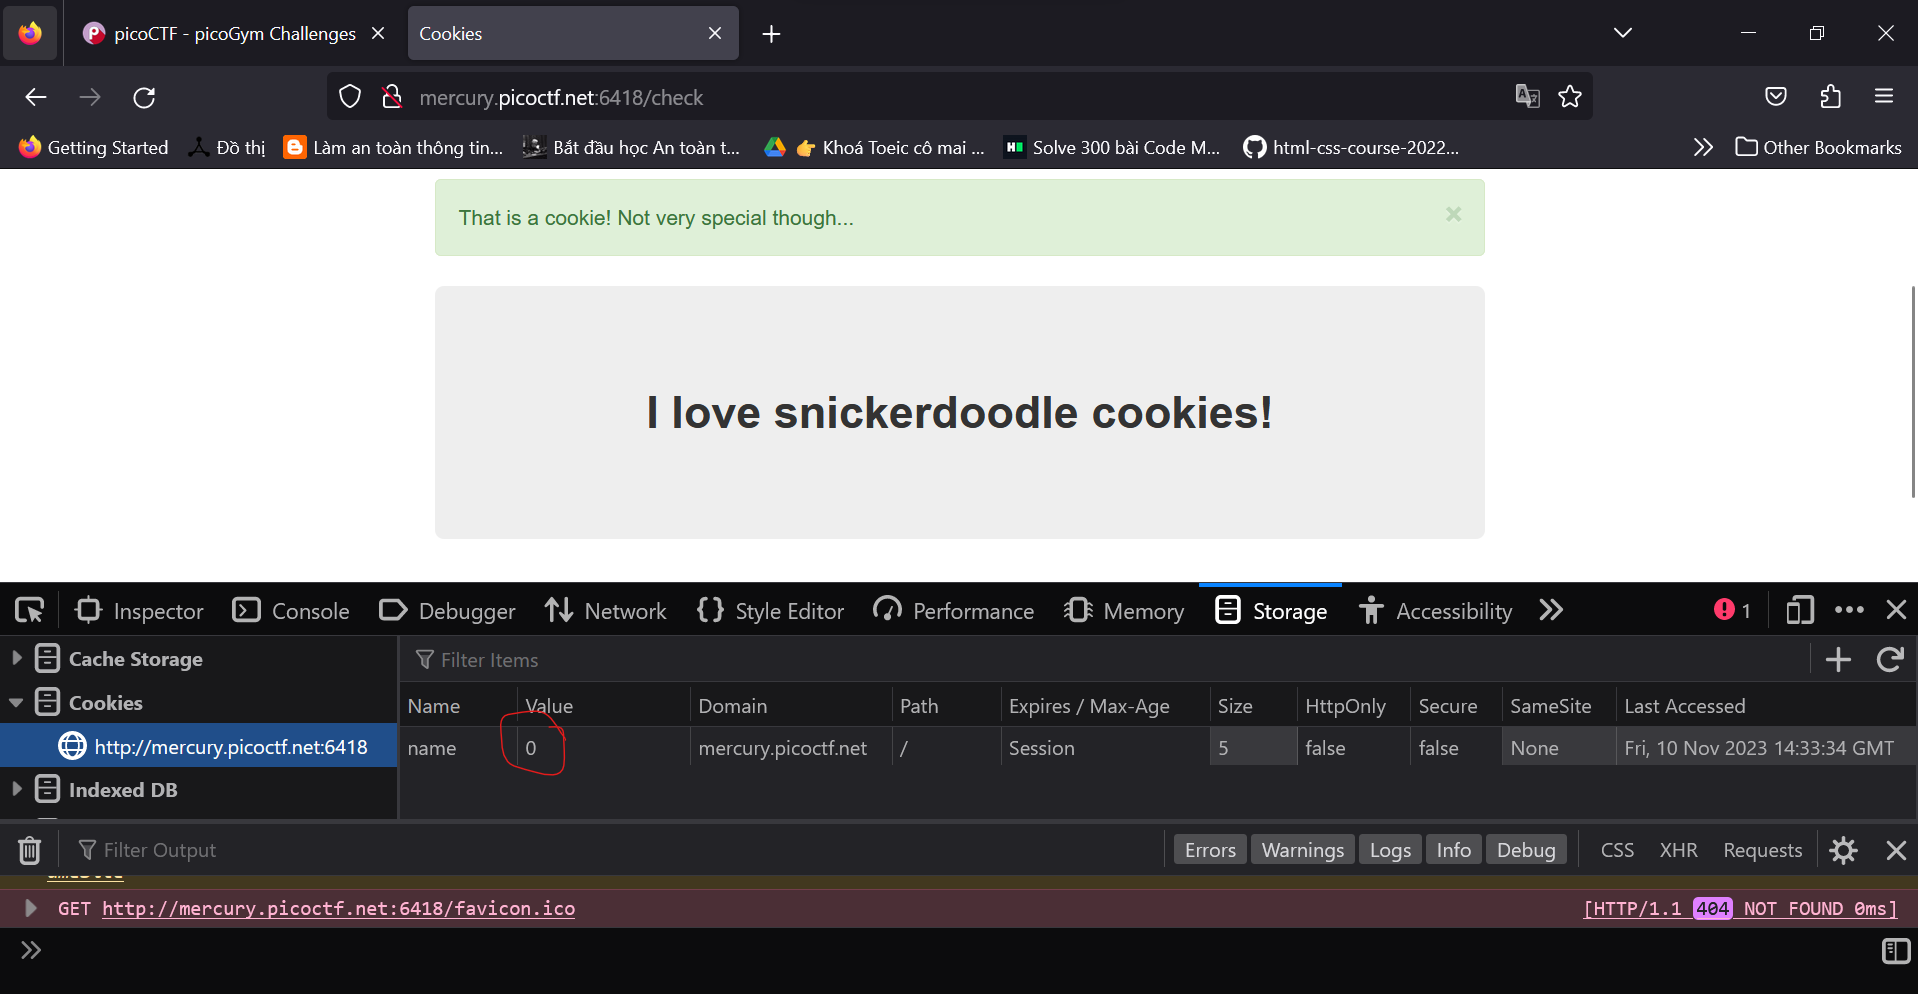 picoCTF - picoGym Challenges
Cookies
mercury.picoctf.net:6418/check
Getting Started
Đồ thị
Làm an toàn thông tin...
Bắt đầu học An toàn t...
Khoá Toeic cô mai ...
Solve 300 bài Code M...
html-css-course-2022...
Other Bookmarks
That is a cookie! Not very special though...
×
I love snickerdoodle cookies!
Inspector
Console
Debugger
Network
Style Editor
Performance
Memory
Storage
Accessibility
1
Cache Storage
Cookies
http://mercury.picoctf.net:6418
Indexed DB
Filter Items
Name Value Domain Path Expires / Max-Age Size HttpOnly Secure SameSite Last Accessed
name 0 mercury.picoctf.net / Session 5 false false None Fri, 10 Nov 2023 14:33:34 GMT
Filter Output
Errors Warnings Logs Info Debug CSS XHR Requests
GET http://mercury.picoctf.net:6418/favicon.ico [HTTP/1.1 404 NOT FOUND 0ms]